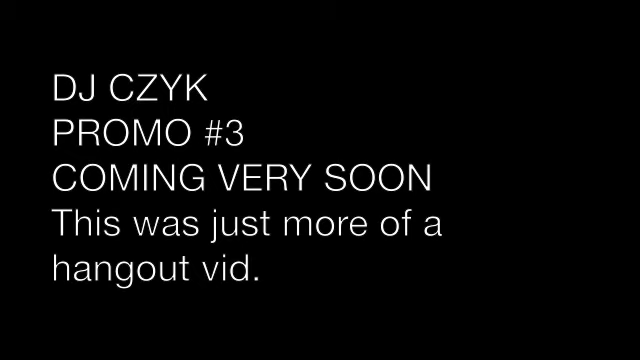 DJ CZYK
PROMO #3
COMING VERY SOON
This was just more of a
hangout vid.